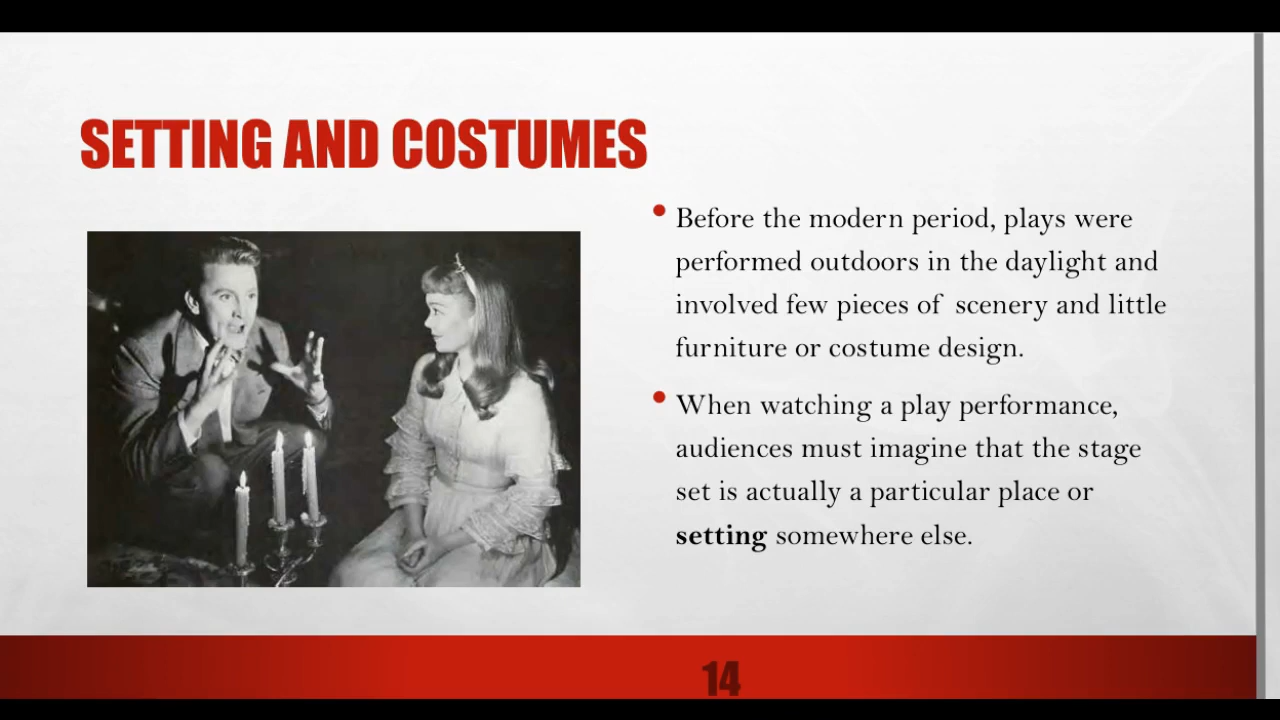 SETTING AND COSTUMES
Before the modern period, plays were
performed outdoors in the daylight and
involved few pieces of scenery and little
furniture or costume design.
When watching a play performance,
audiences must imagine that the stage
set is actually a particular place or
setting somewhere else.
14